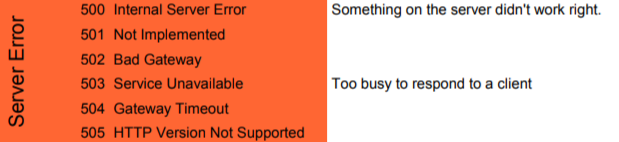 Server Error
500 Internal Server Error Something on the server didn't work right.
501 Not Implemented
502 Bad Gateway
503 Service Unavailable Too busy to respond to a client
504 Gateway Timeout
505 HTTP Version Not Supported